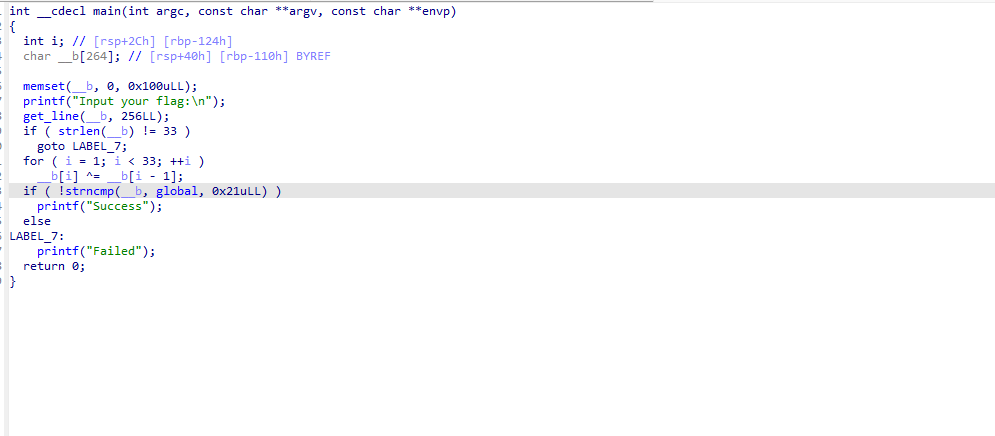 int __cdecl main(int argc, const char **argv, const char **envp)
{
  int i; // [rsp+2Ch] [rbp-124h]
  char __b[264]; // [rsp+40h] [rbp-110h] BYREF

  memset(__b, 0, 0x100uLL);
  printf("Input your flag:\n");
  get_line(__b, 256LL);
  if ( strlen(__b) != 33 )
    goto LABEL_7;
  for ( i = 1; i < 33; ++i )
    __b[i] ^= __b[i - 1];
  if ( !strncmp(__b, global, 0x21uLL) )
    printf("Success");
  else
LABEL_7:
    printf("Failed");
  return 0;
}